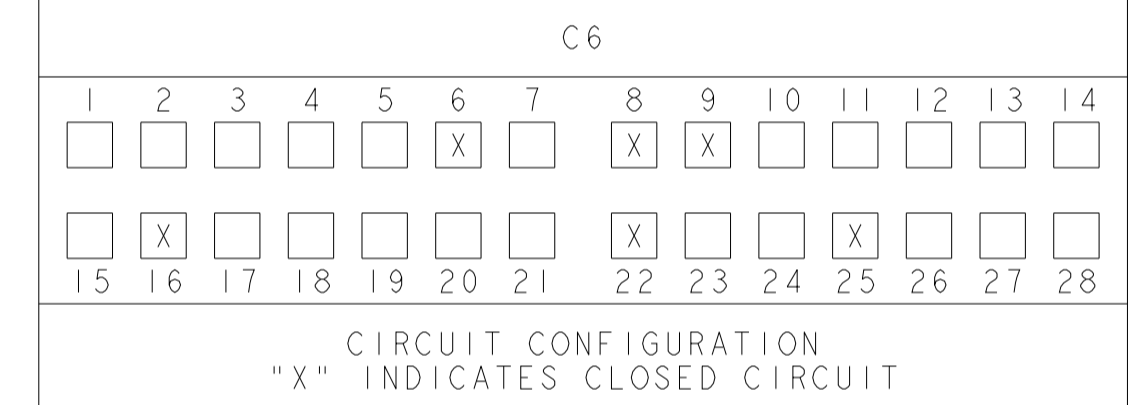 C6
1 2 3 4 5 6 7 8 9 10 11 12 13 14
X X X
X X X
15 16 17 18 19 20 21 22 23 24 25 26 27 28
CIRCUIT CONFIGURATION
"X" INDICATES CLOSED CIRCUIT